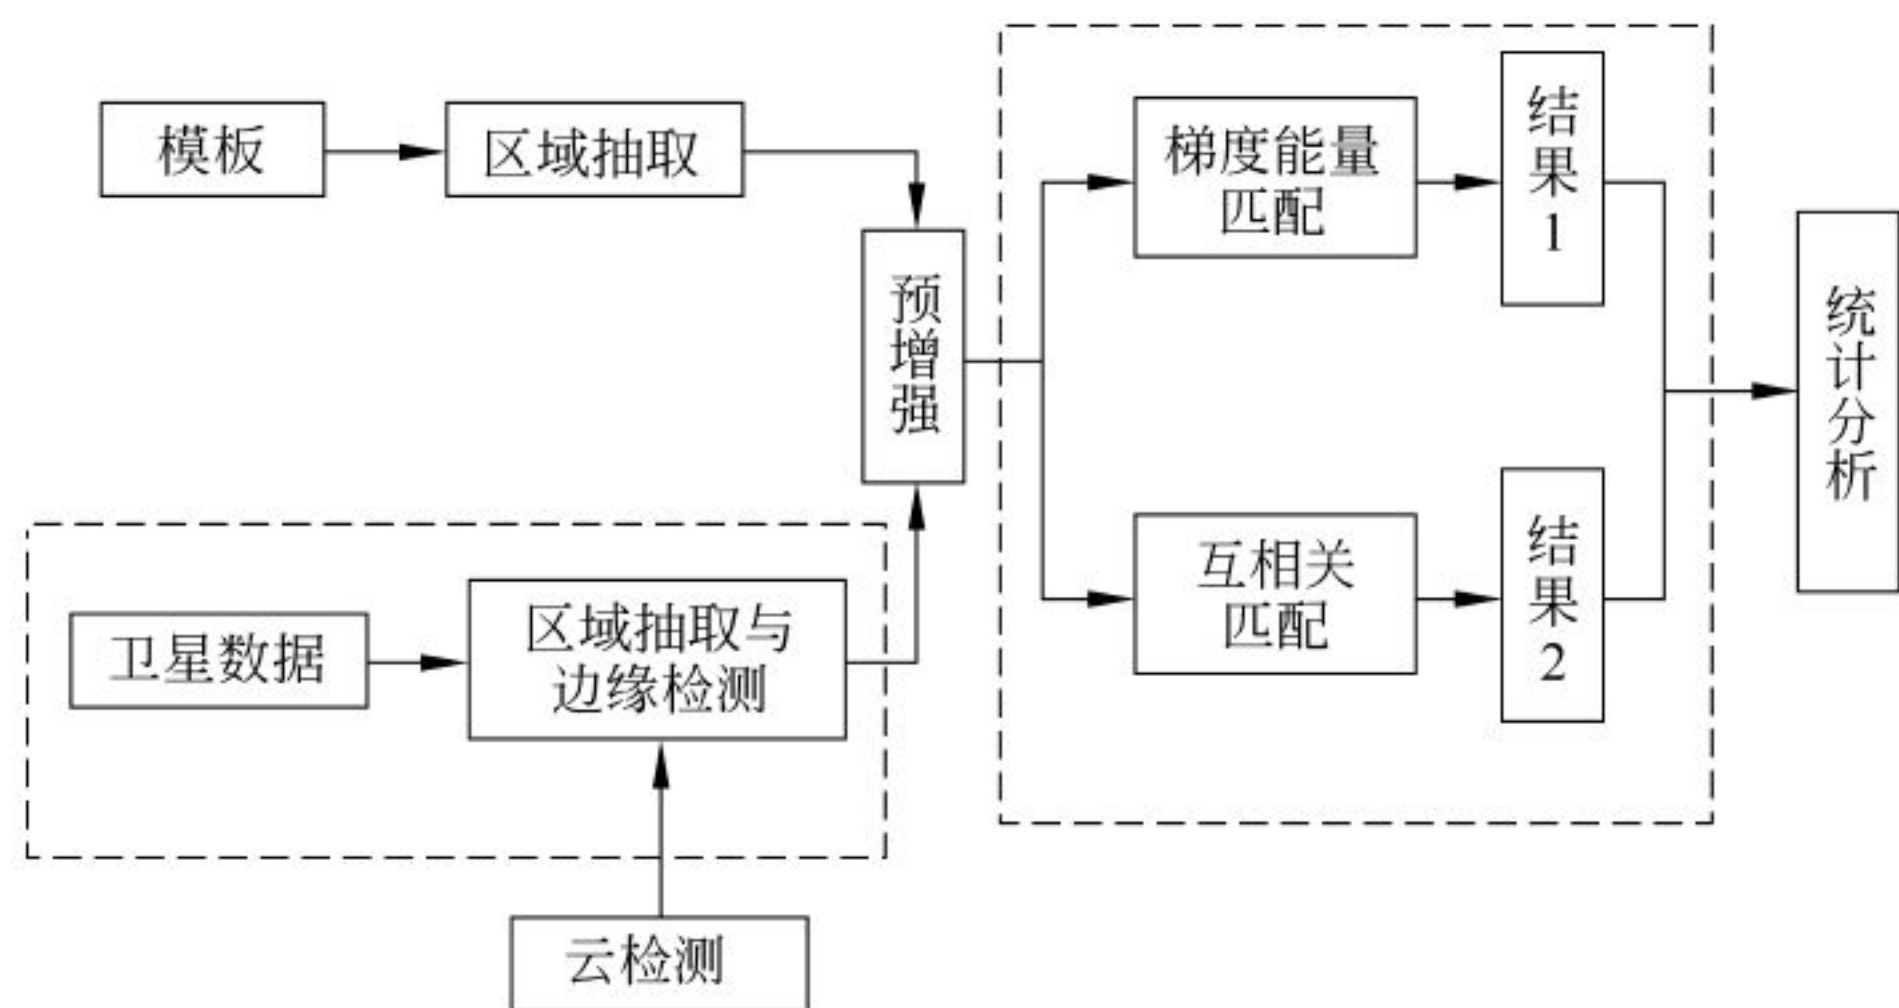 模板
区域抽取
预增强
梯度能量
匹配
结果1
统计分析
卫星数据
区域抽取与
边缘检测
互相关
匹配
结果2
云检测